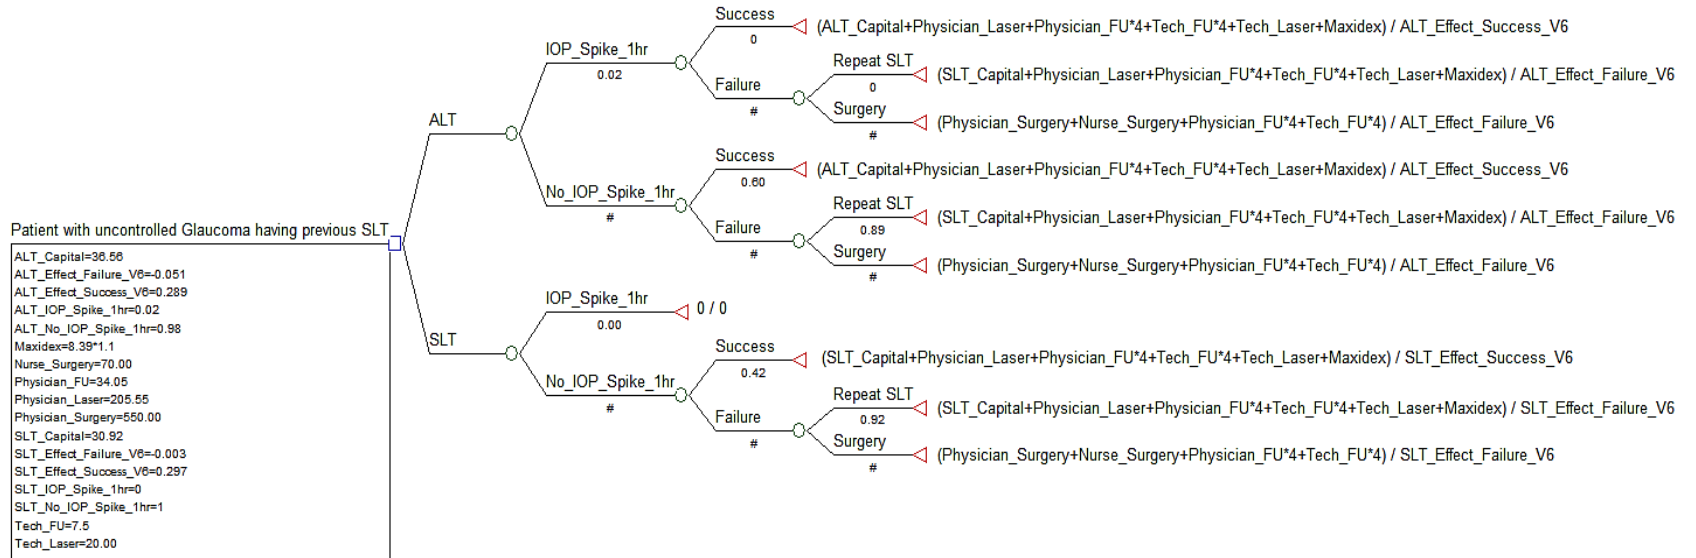 Success
0
(ALT_Capital+Physician_Laser+Physician_FU*4+Tech_FU*4+Tech_Laser+Maxidex) / ALT_Effect_Success_V6
IOP_Spike_1hr
0.02
Repeat SLT
0
(SLT_Capital+Physician_Laser+Physician_FU*4+Tech_FU*4+Tech_Laser+Maxidex) / ALT_Effect_Failure_V6
Failure
#
Surgery
#
(Physician_Surgery+Nurse_Surgery+Physician_FU*4+Tech_FU*4) / ALT_Effect_Failure_V6
ALT
Success
0.60
(ALT_Capital+Physician_Laser+Physician_FU*4+Tech_FU*4+Tech_Laser+Maxidex) / ALT_Effect_Success_V6
No_IOP_Spike_1hr
#
Repeat SLT
0.89
(SLT_Capital+Physician_Laser+Physician_FU*4+Tech_FU*4+Tech_Laser+Maxidex) / ALT_Effect_Failure_V6
Failure
#
Surgery
#
(Physician_Surgery+Nurse_Surgery+Physician_FU*4+Tech_FU*4) / ALT_Effect_Failure_V6
Patient with uncontrolled Glaucoma having previous SLT
ALT_Capital=36.56
ALT_Effect_Failure_V6=-0.051
ALT_Effect_Success_V6=0.289
ALT_IOP_Spike_1hr=0.02
ALT_No_IOP_Spike_1hr=0.98
Maxidex=8.39*1.1
Nurse_Surgery=70.00
Physician_FU=34.05
Physician_Laser=205.55
Physician_Surgery=550.00
SLT_Capital=30.92
SLT_Effect_Failure_V6=-0.003
SLT_Effect_Success_V6=0.297
SLT_IOP_Spike_1hr=0
SLT_No_IOP_Spike_1hr=1
Tech_FU=7.5
Tech_Laser=20.00
IOP_Spike_1hr
0.00
0 / 0
SLT
Success
0.42
(SLT_Capital+Physician_Laser+Physician_FU*4+Tech_FU*4+Tech_Laser+Maxidex) / SLT_Effect_Success_V6
No_IOP_Spike_1hr
#
Repeat SLT
0.92
(SLT_Capital+Physician_Laser+Physician_FU*4+Tech_FU*4+Tech_Laser+Maxidex) / SLT_Effect_Failure_V6
Failure
#
Surgery
#
(Physician_Surgery+Nurse_Surgery+Physician_FU*4+Tech_FU*4) / SLT_Effect_Failure_V6